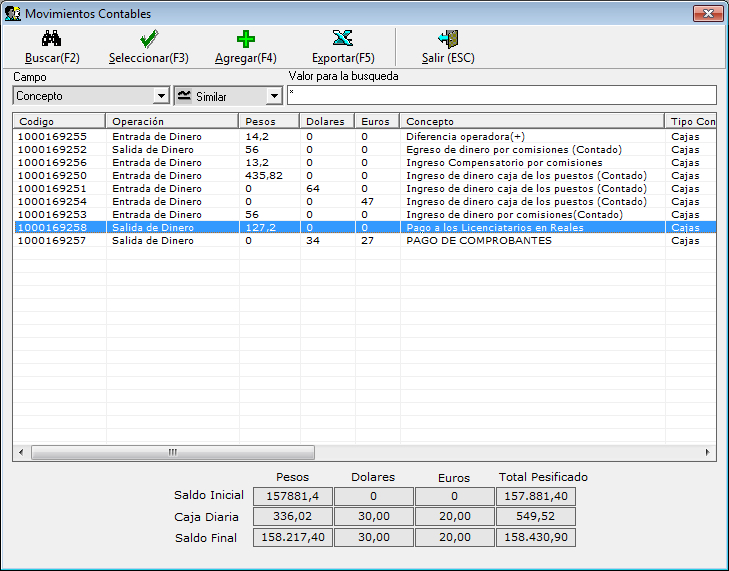 Movimientos Contables
Buscar(F2) Seleccionar(F3) Agregar(F4) Exportar(F5) Salir (ESC)
Campo Valor para la busqueda
Concepto Similar *
Codigo Operación Pesos Dolares Euros Concepto Tipo Con
1000169255 Entrada de Dinero 14,2 0 0 Diferencia operadora(+) Cajas
1000169252 Salida de Dinero 56 0 0 Egreso de dinero por comisiones (Contado) Cajas
1000169256 Entrada de Dinero 13,2 0 0 Ingreso Compensatorio por comisiones Cajas
1000169250 Entrada de Dinero 435,82 0 0 Ingreso de dinero caja de los puestos (Contado) Cajas
1000169251 Entrada de Dinero 0 64 0 Ingreso de dinero caja de los puestos (Contado) Cajas
1000169254 Entrada de Dinero 0 0 47 Ingreso de dinero caja de los puestos (Contado) Cajas
1000169253 Entrada de Dinero 56 0 0 Ingreso de dinero por comisiones(Contado) Cajas
1000169258 Salida de Dinero 127,2 0 0 Pago a los Licenciatarios en Reales Cajas
1000169257 Salida de Dinero 0 34 27 PAGO DE COMPROBANTES Cajas
Pesos Dolares Euros Total Pesificado
Saldo Inicial 157881,4 0 0 157.881,40
Caja Diaria 336,02 30,00 20,00 549,52
Saldo Final 158.217,40 30,00 20,00 158.430,90